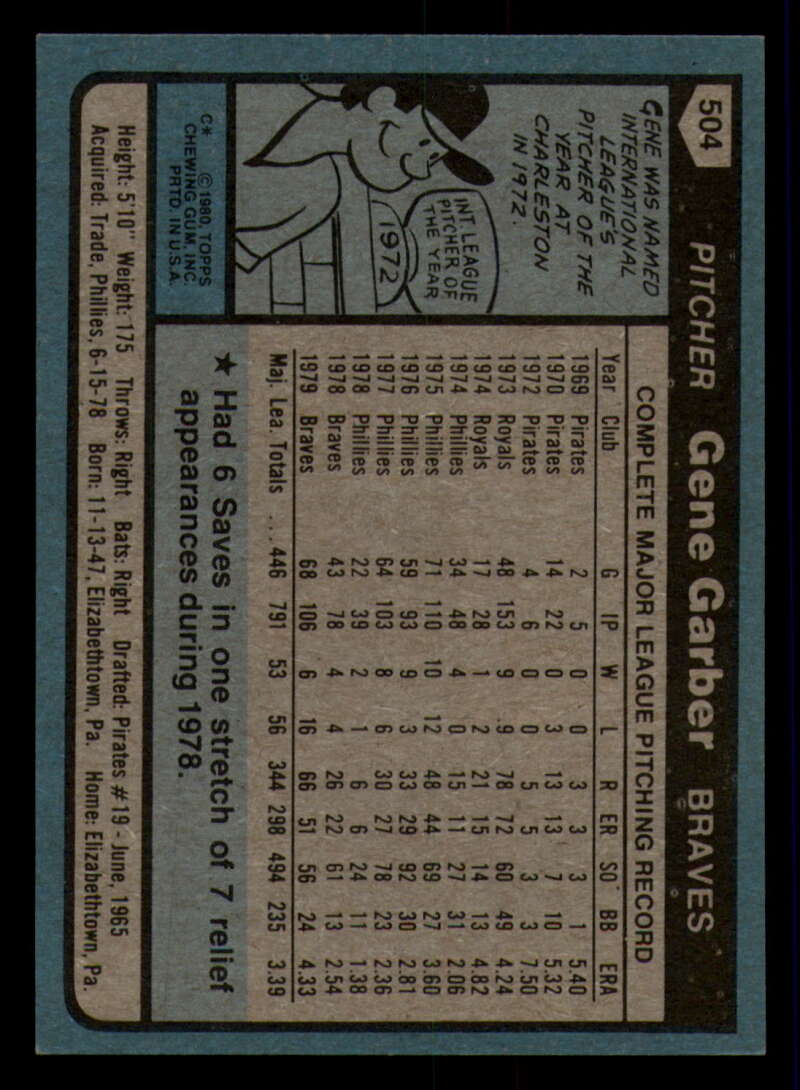 504
PITCHER Gene Garber BRAVES
GENE WAS NAMED
INTERNATIONAL
LEAGUE'S
PITCHER OF THE
YEAR AT
CHARLESTON
IN 1972.
INT LEAGUE
PITCHER OF
THE YEAR
1972
C* © 1980, TOPPS
CHEWING GUM, INC.
PRTD. IN U.S.A.
COMPLETE MAJOR LEAGUE PITCHING RECORD
Year Club G IP W L R ER SO BB ERA
1969 Pirates 2 5 0 0 3 3 3 1 5.40
1970 Pirates 14 22 0 3 13 13 7 10 5.32
1972 Pirates 4 6 0 0 5 5 3 3 7.50
1973 Royals 48 153 9 9 78 72 60 49 4.24
1974 Royals 17 28 1 2 21 15 14 13 4.82
1974 Phillies 34 48 4 0 15 11 27 31 2.06
1975 Phillies 71 110 10 12 48 44 69 27 3.60
1976 Phillies 59 93 9 3 33 29 92 30 2.81
1977 Phillies 64 103 8 6 30 27 78 23 2.36
1978 Phillies 22 39 2 1 6 6 24 11 1.38
1978 Braves 43 78 4 4 26 22 61 13 2.54
1979 Braves 68 106 6 16 66 51 56 24 4.33
Maj. Lea. Totals ... 446 791 53 56 344 298 494 235 3.39
★ Had 6 Saves in one stretch of 7 relief
appearances during 1978.
Height: 5'10" Weight: 175 Throws: Right Bats: Right Drafted: Pirates #19 - June, 1965
Acquired: Trade, Phillies, 6-15-78 Born: 11-13-47, Elizabethtown, Pa. Home: Elizabethtown, Pa.